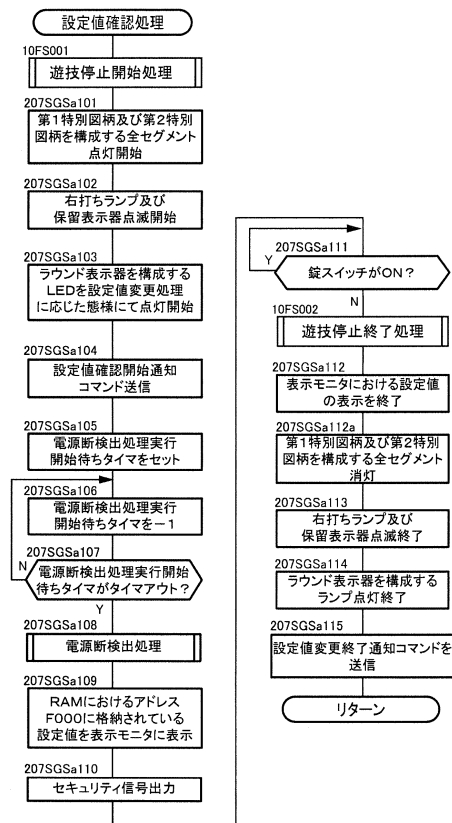 設定値確認処理
10FS001
遊技停止開始処理
207SGSa101
第1特別図柄及び第2特別
図柄を構成する全セグメント
点灯開始
207SGSa102
右打ちランプ及び
保留表示器点滅開始
207SGSa103
ラウンド表示器を構成する
LEDを設定値変更処理
に応じた態様にて点灯開始
207SGSa104
設定値確認開始通知
コマンド送信
207SGSa105
電源断検出処理実行
開始待ちタイマをセット
207SGSa106
電源断検出処理実行
開始待ちタイマを−1
207SGSa107
N
電源断検出処理実行開始
待ちタイマがタイマアウト?
Y
207SGSa108
電源断検出処理
207SGSa109
RAMにおけるアドレス
F000に格納されている
設定値を表示モニタに表示
207SGSa110
セキュリティ信号出力
207SGSa111
Y
錠スイッチがON?
N
10FS002
遊技停止終了処理
207SGSa112
表示モニタにおける設定値
の表示を終了
207SGSa112a
第1特別図柄及び第2特別
図柄を構成する全セグメント
消灯
207SGSa113
右打ちランプ及び
保留表示器点滅終了
207SGSa114
ラウンド表示器を構成する
ランプ点灯終了
207SGSa115
設定値変更終了通知コマンドを
送信
リターン